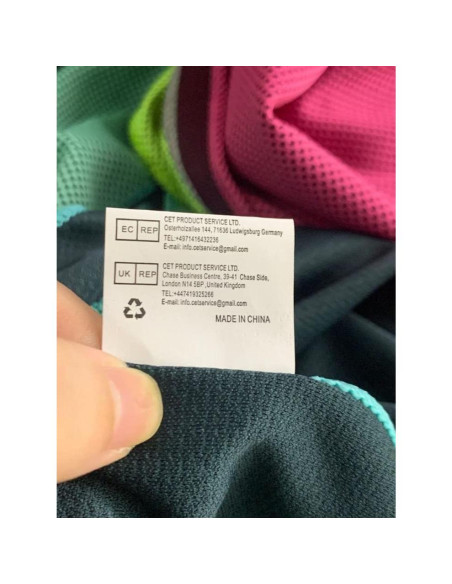 EC REP
CET PRODUCT SERVICE LTD.
Osterholzallee 144, 71636 Ludwigsburg Germany
TEL:+4971416432236
E-mail: info.cetservice@gmail.com
UK REP
CET PRODUCT SERVICE LTD.
Chase Business Centre, 39-41 Chase Side,
London N14 5BP ,United Kingdom
TEL:+447419325266
E-mail: info.cetservice@gmail.com
MADE IN CHINA